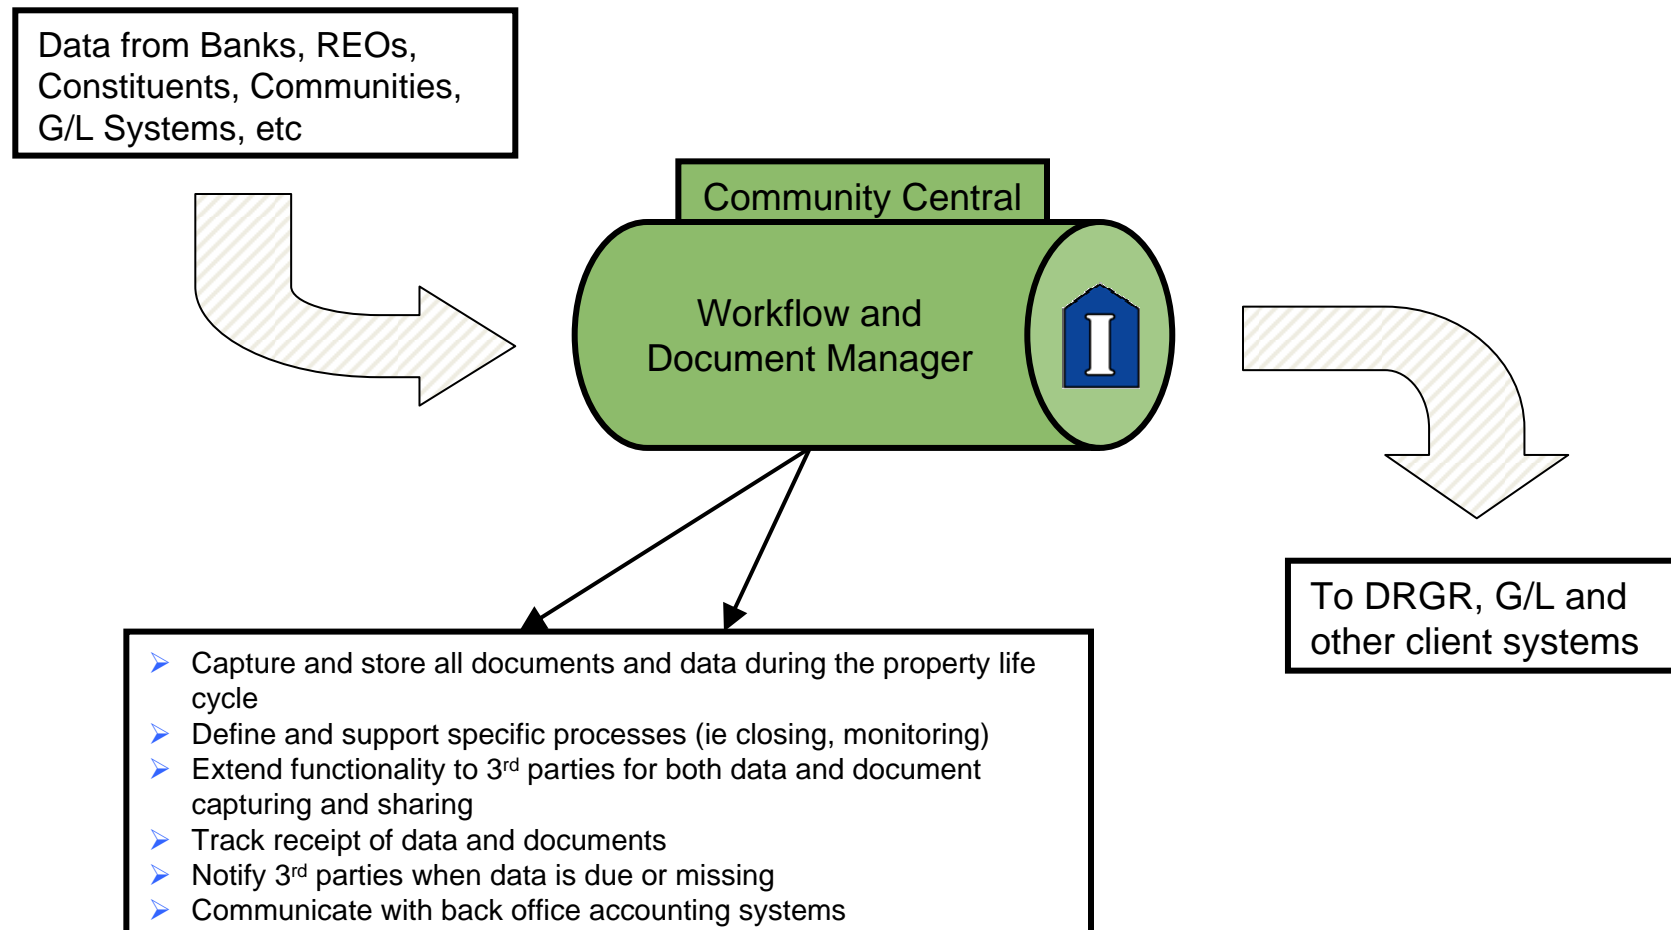 Data from Banks, REOs,
Constituents, Communities,
G/L Systems, etc
Community Central
Workflow and
Document Manager
I
To DRGR, G/L and
other client systems
➢ Capture and store all documents and data during the property life
cycle
➢ Define and support specific processes (ie closing, monitoring)
➢ Extend functionality to 3rd parties for both data and document
capturing and sharing
➢ Track receipt of data and documents
➢ Notify 3rd parties when data is due or missing
➢ Communicate with back office accounting systems